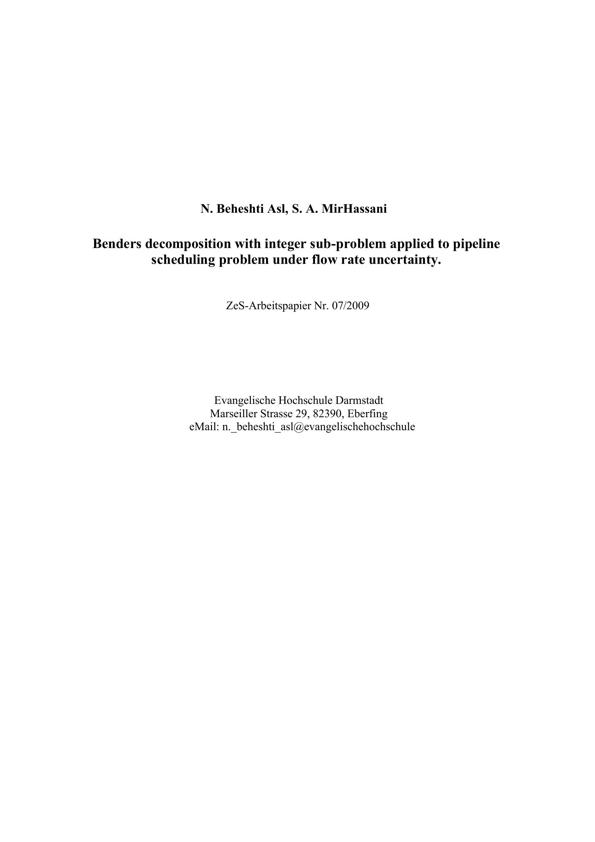 N. Beheshti Asl, S. A. MirHassani
Benders decomposition with integer sub-problem applied to pipeline
scheduling problem under flow rate uncertainty.
ZeS-Arbeitspapier Nr. 07/2009
Evangelische Hochschule Darmstadt
Marseiller Strasse 29, 82390, Eberfing
eMail: n._beheshti_asl@evangelischehochschule